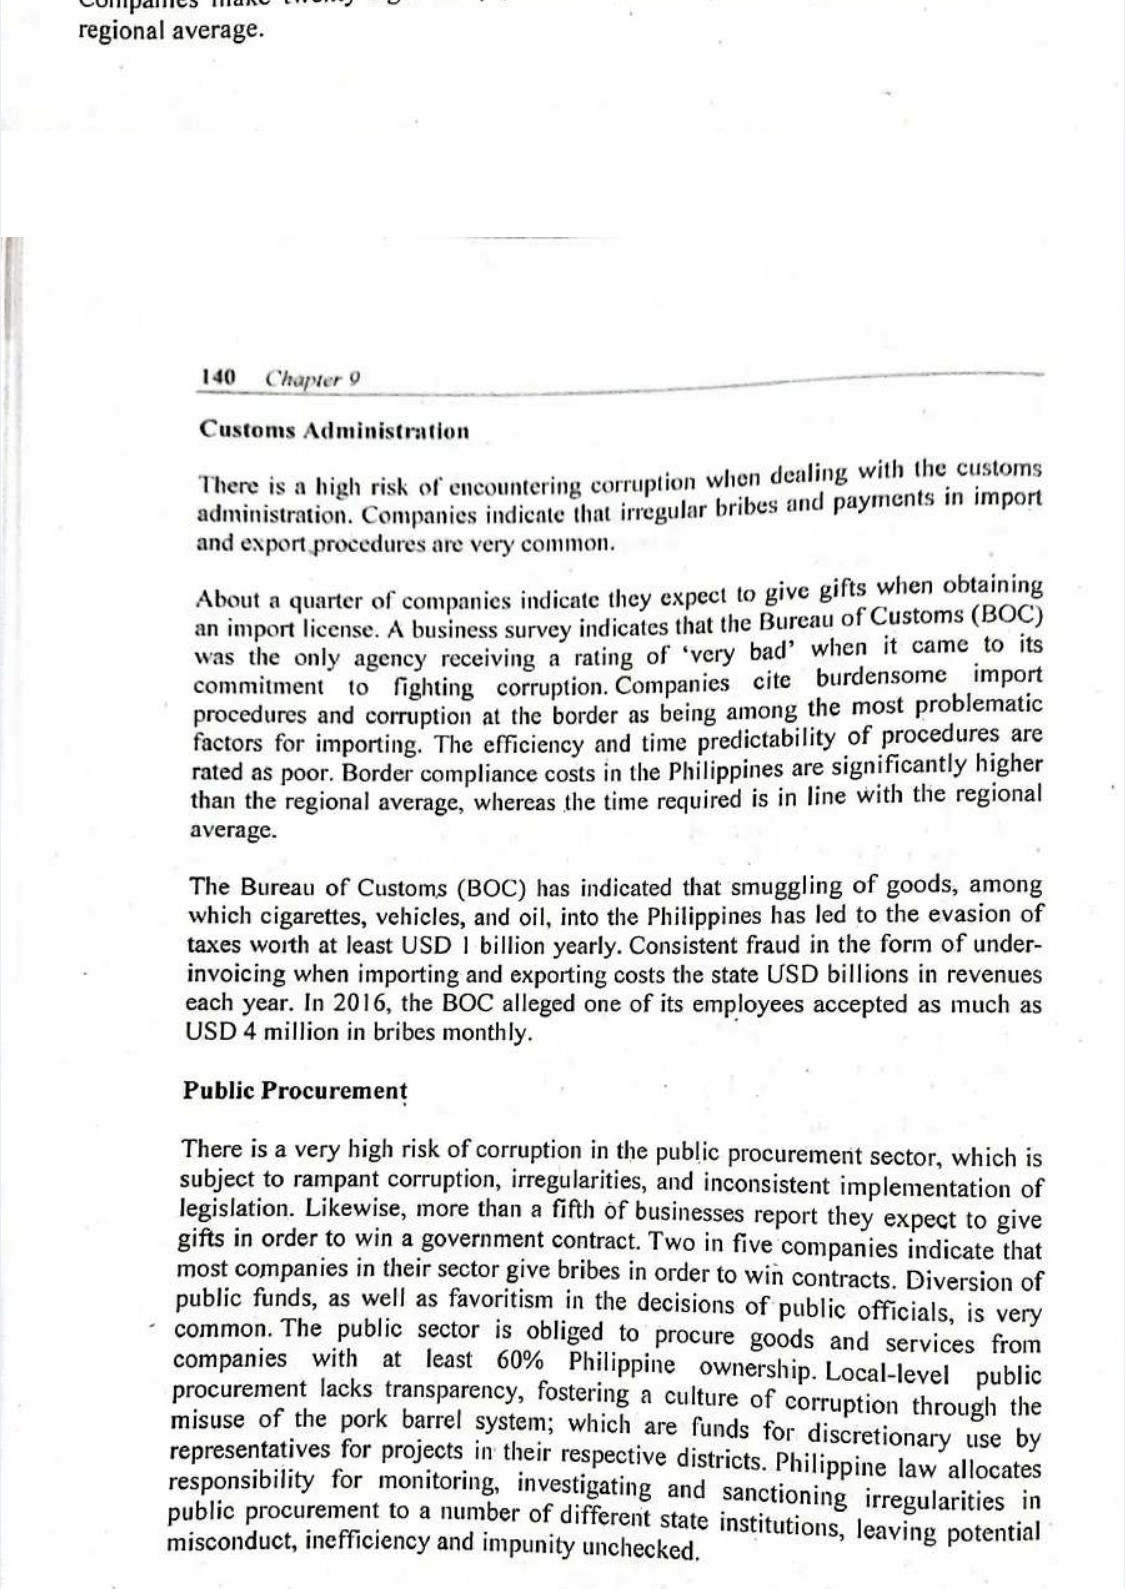 Companies make
regional average.
140 Chapter 9
Customs Administration
There is a high risk of encountering corruption when dealing with the customs
administration. Companies indicate that irregular bribes and payments in import
and export procedures are very common.
About a quarter of companies indicate they expect to give gifts when obtaining
an import license. A business survey indicates that the Bureau of Customs (BOC)
was the only agency receiving a rating of ‘very bad’ when it came to its
commitment to fighting corruption. Companies cite burdensome import
procedures and corruption at the border as being among the most problematic
factors for importing. The efficiency and time predictability of procedures are
rated as poor. Border compliance costs in the Philippines are significantly higher
than the regional average, whereas the time required is in line with the regional
average.
The Bureau of Customs (BOC) has indicated that smuggling of goods, among
which cigarettes, vehicles, and oil, into the Philippines has led to the evasion of
taxes worth at least USD 1 billion yearly. Consistent fraud in the form of under-
invoicing when importing and exporting costs the state USD billions in revenues
each year. In 2016, the BOC alleged one of its employees accepted as much as
USD 4 million in bribes monthly.
Public Procurement
There is a very high risk of corruption in the public procurement sector, which is
subject to rampant corruption, irregularities, and inconsistent implementation of
legislation. Likewise, more than a fifth of businesses report they expect to give
gifts in order to win a government contract. Two in five companies indicate that
most companies in their sector give bribes in order to win contracts. Diversion of
public funds, as well as favoritism in the decisions of public officials, is very
common. The public sector is obliged to procure goods and services from
companies with at least 60% Philippine ownership. Local-level public
procurement lacks transparency, fostering a culture of corruption through the
misuse of the pork barrel system; which are funds for discretionary use by
representatives for projects in their respective districts. Philippine law allocates
responsibility for monitoring, investigating and sanctioning irregularities in
public procurement to a number of different state institutions, leaving potential
misconduct, inefficiency and impunity unchecked.